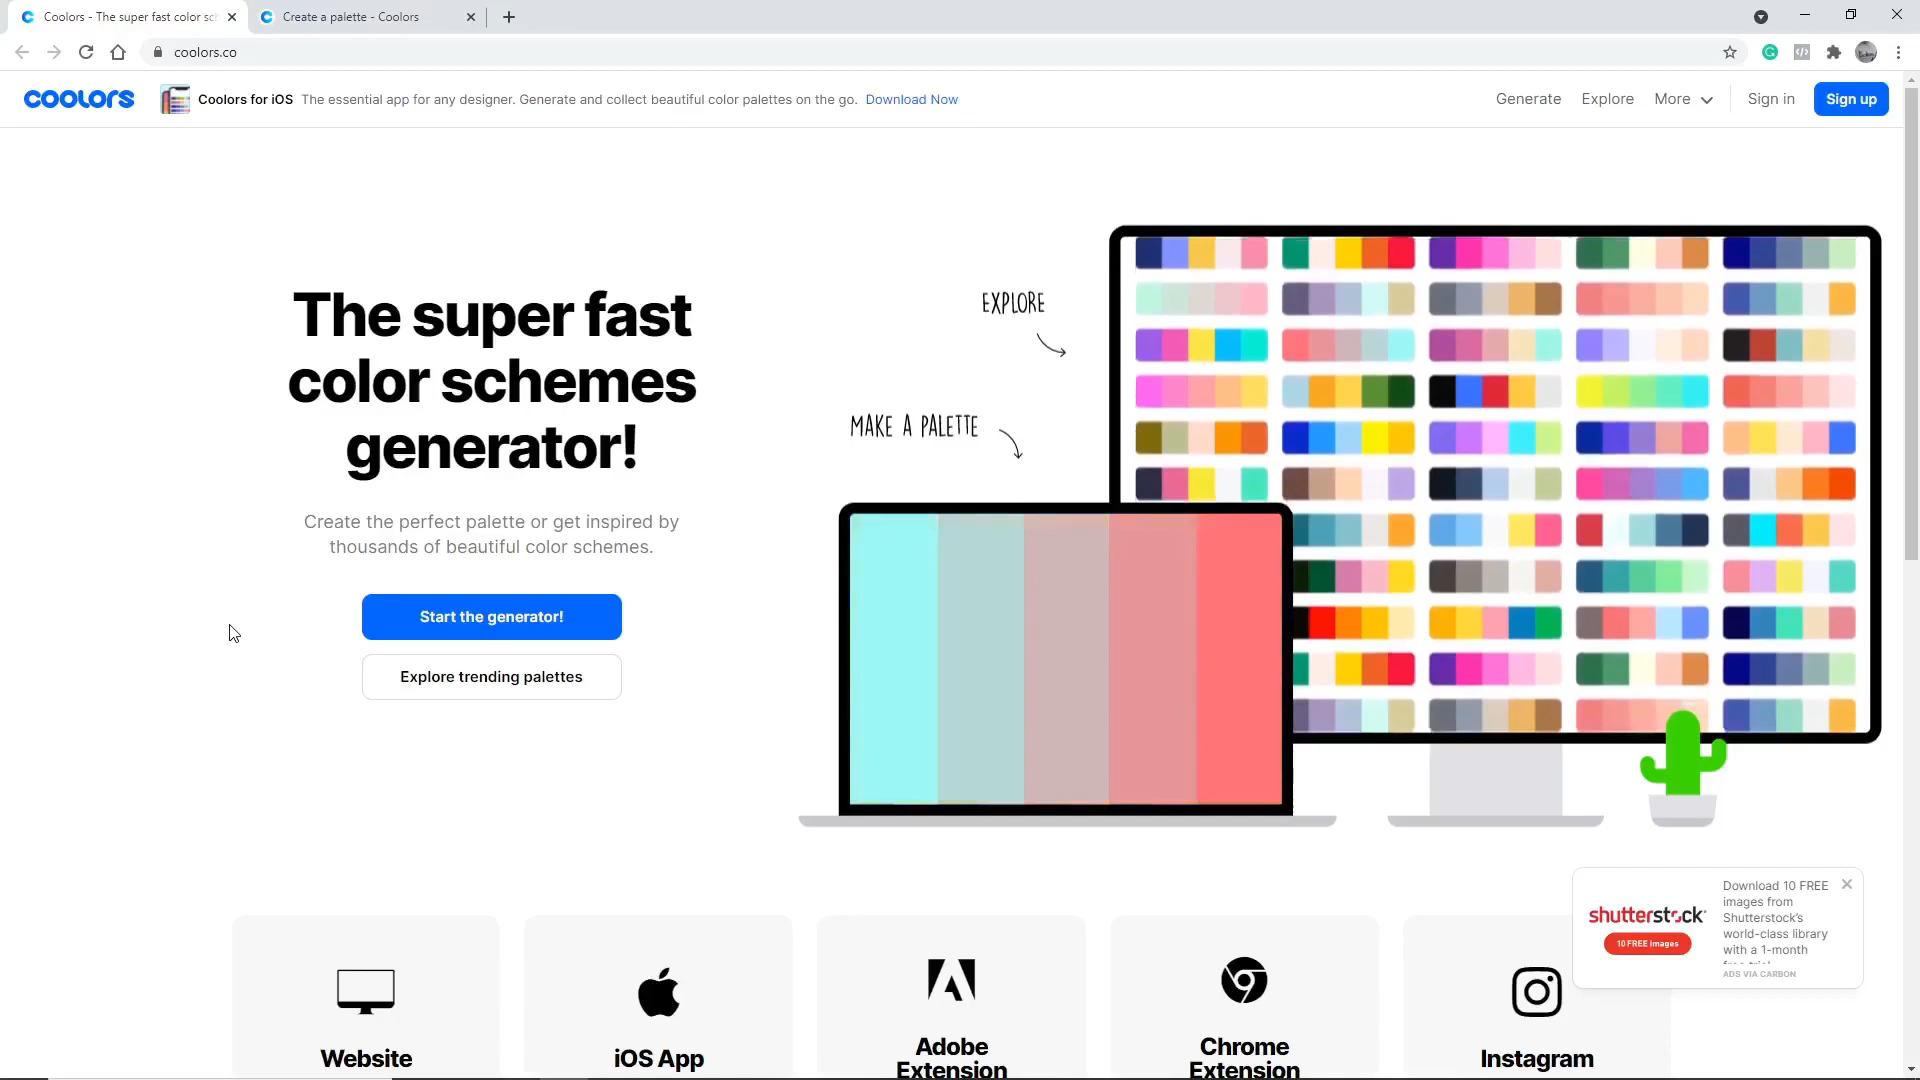 Coolors - The super fast color sch
Create a palette - Coolors
coolors.co
coolors
Coolors for iOS The essential app for any designer. Generate and collect beautiful color palettes on the go. Download Now
Generate
Explore
More
Sign in
Sign up
The super fast
color schemes
generator!
Create the perfect palette or get inspired by
thousands of beautiful color schemes.
Start the generator!
Explore trending palettes
EXPLORE
MAKE A PALETTE
shutterstock
10 FREE images
Download 10 FREE
images from
Shutterstock's
world-class library
with a 1-month
ADS VIA CARBON
Website
iOS App
Adobe
Extension
Chrome
Extension
Instagram